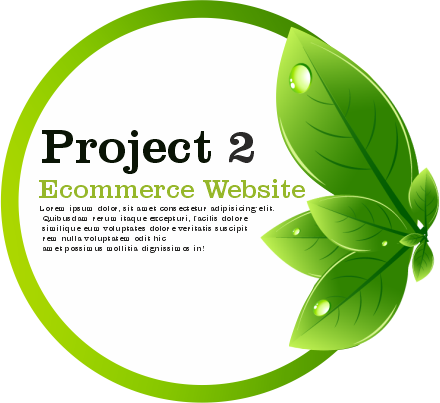 Project 2
Ecommerce Website
Lorem ipsum dolor, sit amet consectetur adipisicing elit.
Quibusdam rerum itaque excepturi, facilis dolore
similique eum voluptates dolore veritatis suscipit
rem nulla voluptatem odit hic
amet possimus mollitia dignissimos in!